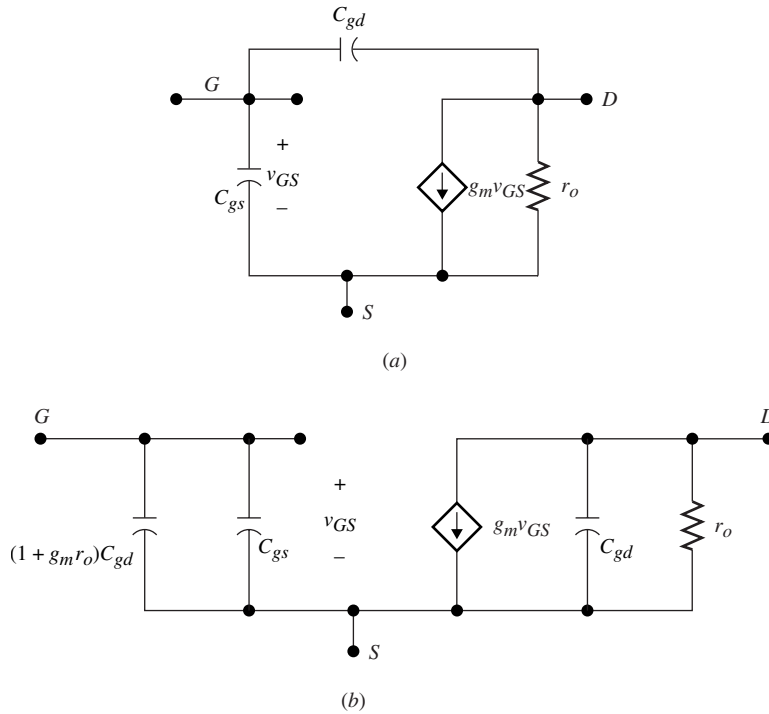 C_gd
G
D
+
v_GS
C_gs
–
g_m v_GS
r_o
S
(a)
G
+
v_GS
–
(1 + g_m r_o)C_gd
C_gs
g_m v_GS
C_gd
r_o
S
(b)